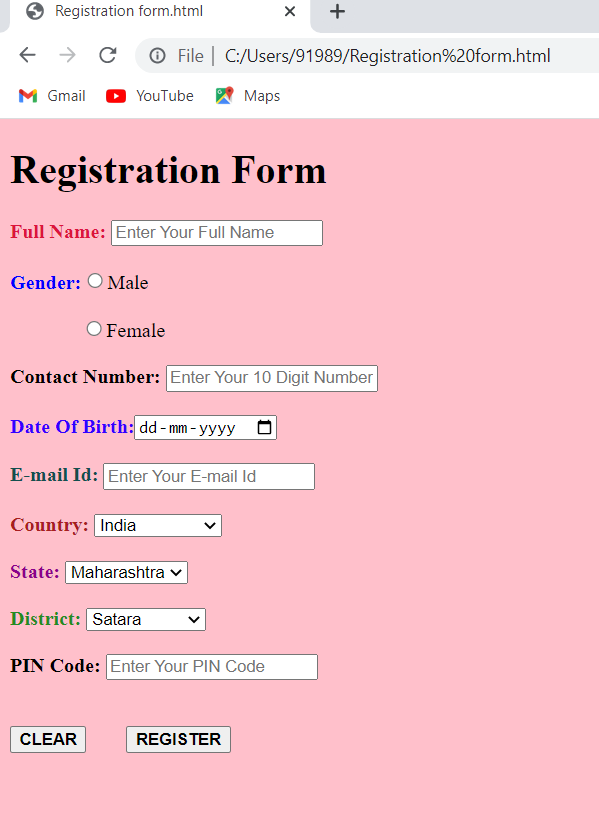 Registration form.html
File | C:/Users/91989/Registration%20form.html
Gmail YouTube Maps
Registration Form
Full Name: Enter Your Full Name
Gender: Male
Female
Contact Number: Enter Your 10 Digit Number
Date Of Birth: dd-mm-yyyy
E-mail Id: Enter Your E-mail Id
Country: India
State: Maharashtra
District: Satara
PIN Code: Enter Your PIN Code
CLEAR REGISTER